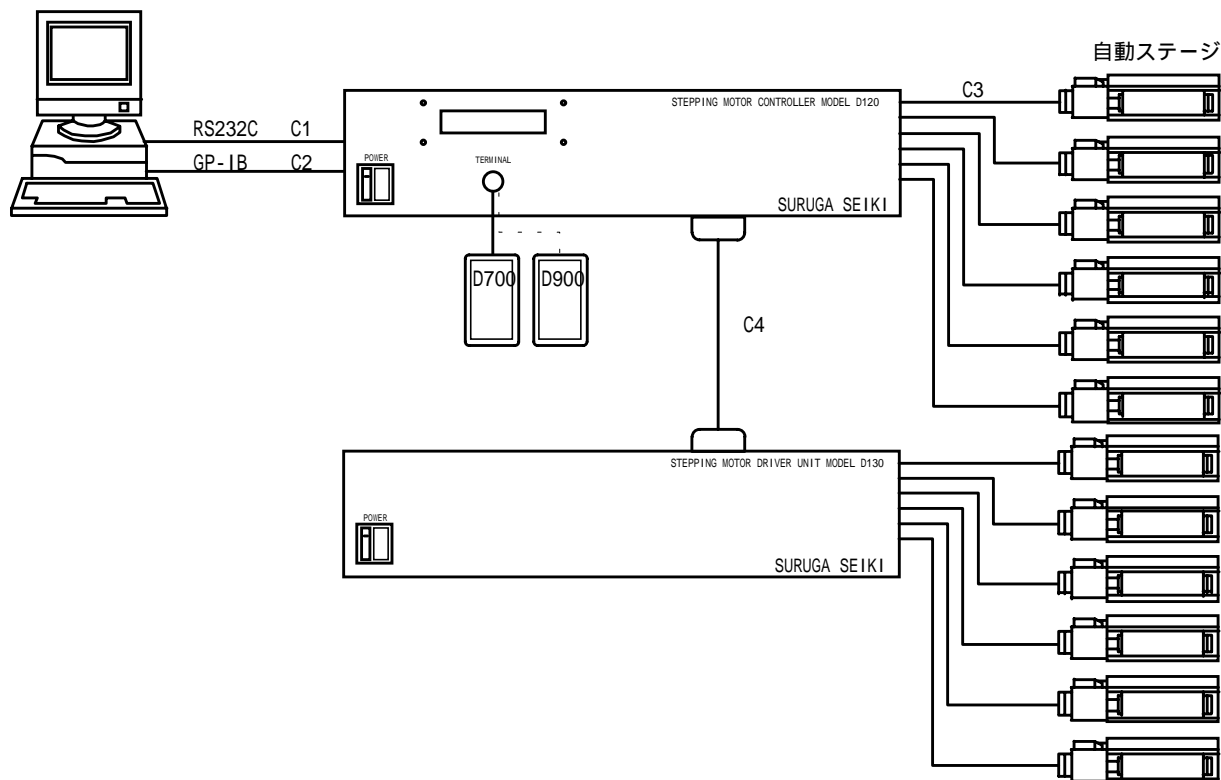 自動ステージ
STEPPING MOTOR CONTROLLER MODEL D120
C3
RS232C C1
GP-IB C2
POWER
TERMINAL
SURUGA SEIKI
D700
D900
C4
STEPPING MOTOR DRIVER UNIT MODEL D130
POWER
SURUGA SEIKI